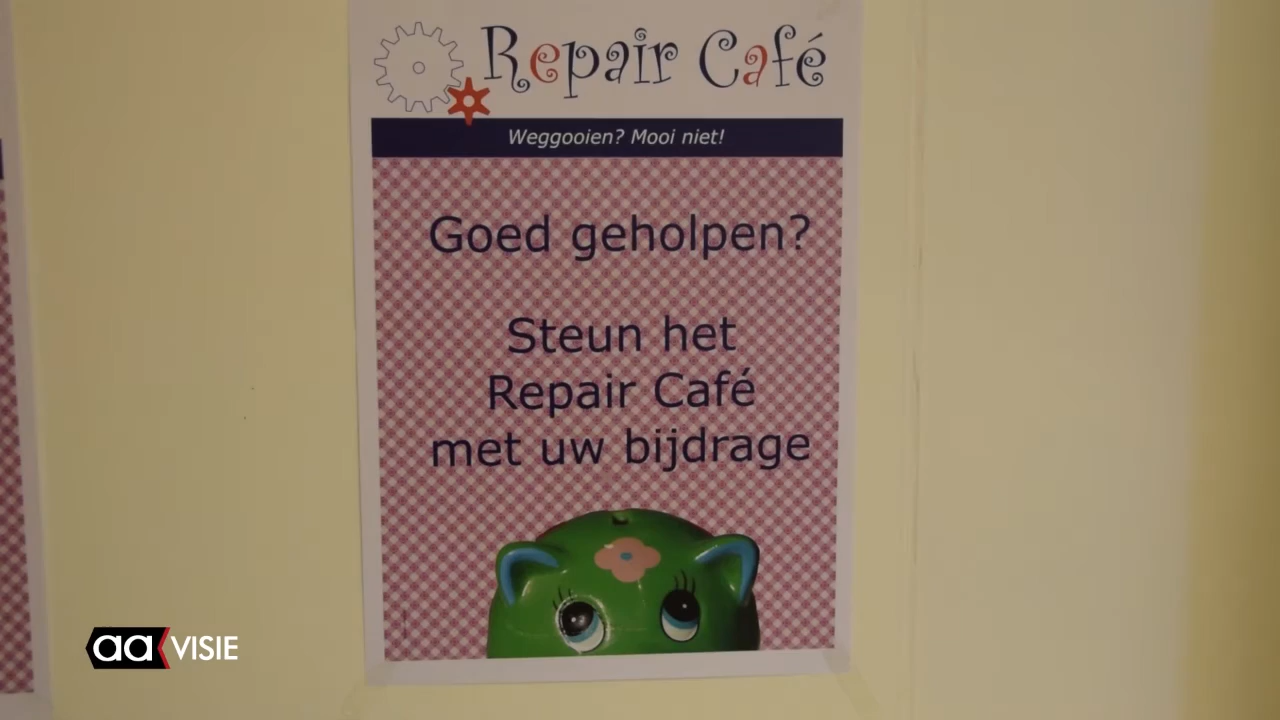 Repair Café
Weggooien? Mooi niet!
Goed geholpen?
Steun het
Repair Café
met uw bijdrage
aa VISIE